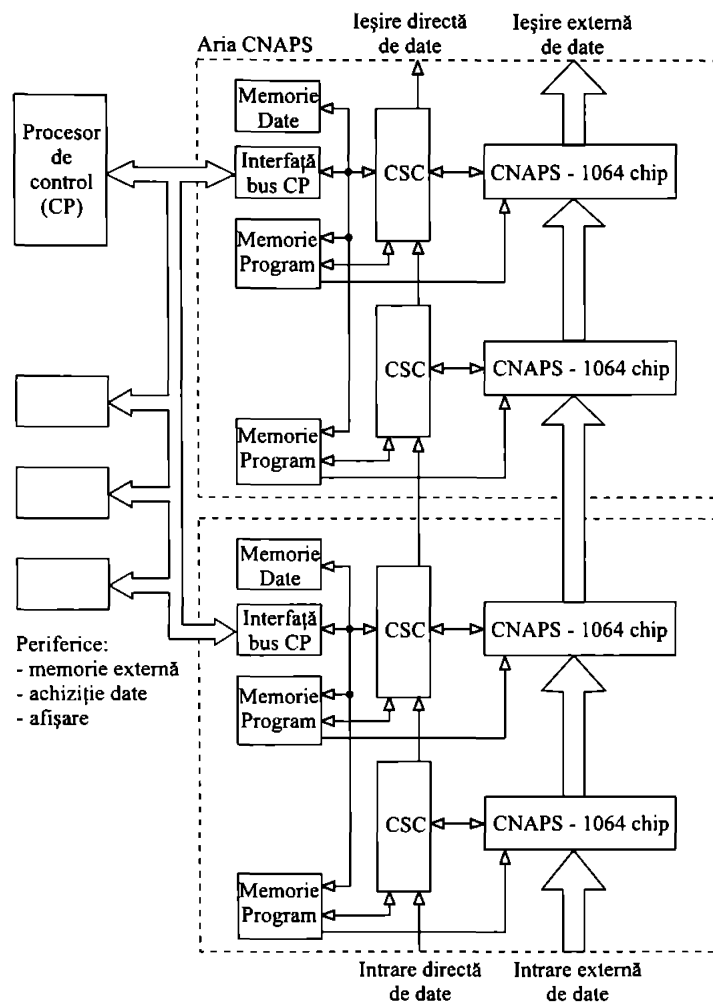 Ieşire directă
de date
Ieşire externă
de date
Aria CNAPS
Procesor
de
control
(CP)
Memorie
Date
Interfaţă
bus CP
CSC
CNAPS - 1064 chip
Memorie
Program
CSC
CNAPS - 1064 chip
Memorie
Program
Memorie
Date
Interfaţă
bus CP
CSC
CNAPS - 1064 chip
Periferice:
- memorie externă
- achiziţie date
- afişare
Memorie
Program
CSC
CNAPS - 1064 chip
Memorie
Program
Intrare directă
de date
Intrare externă
de date